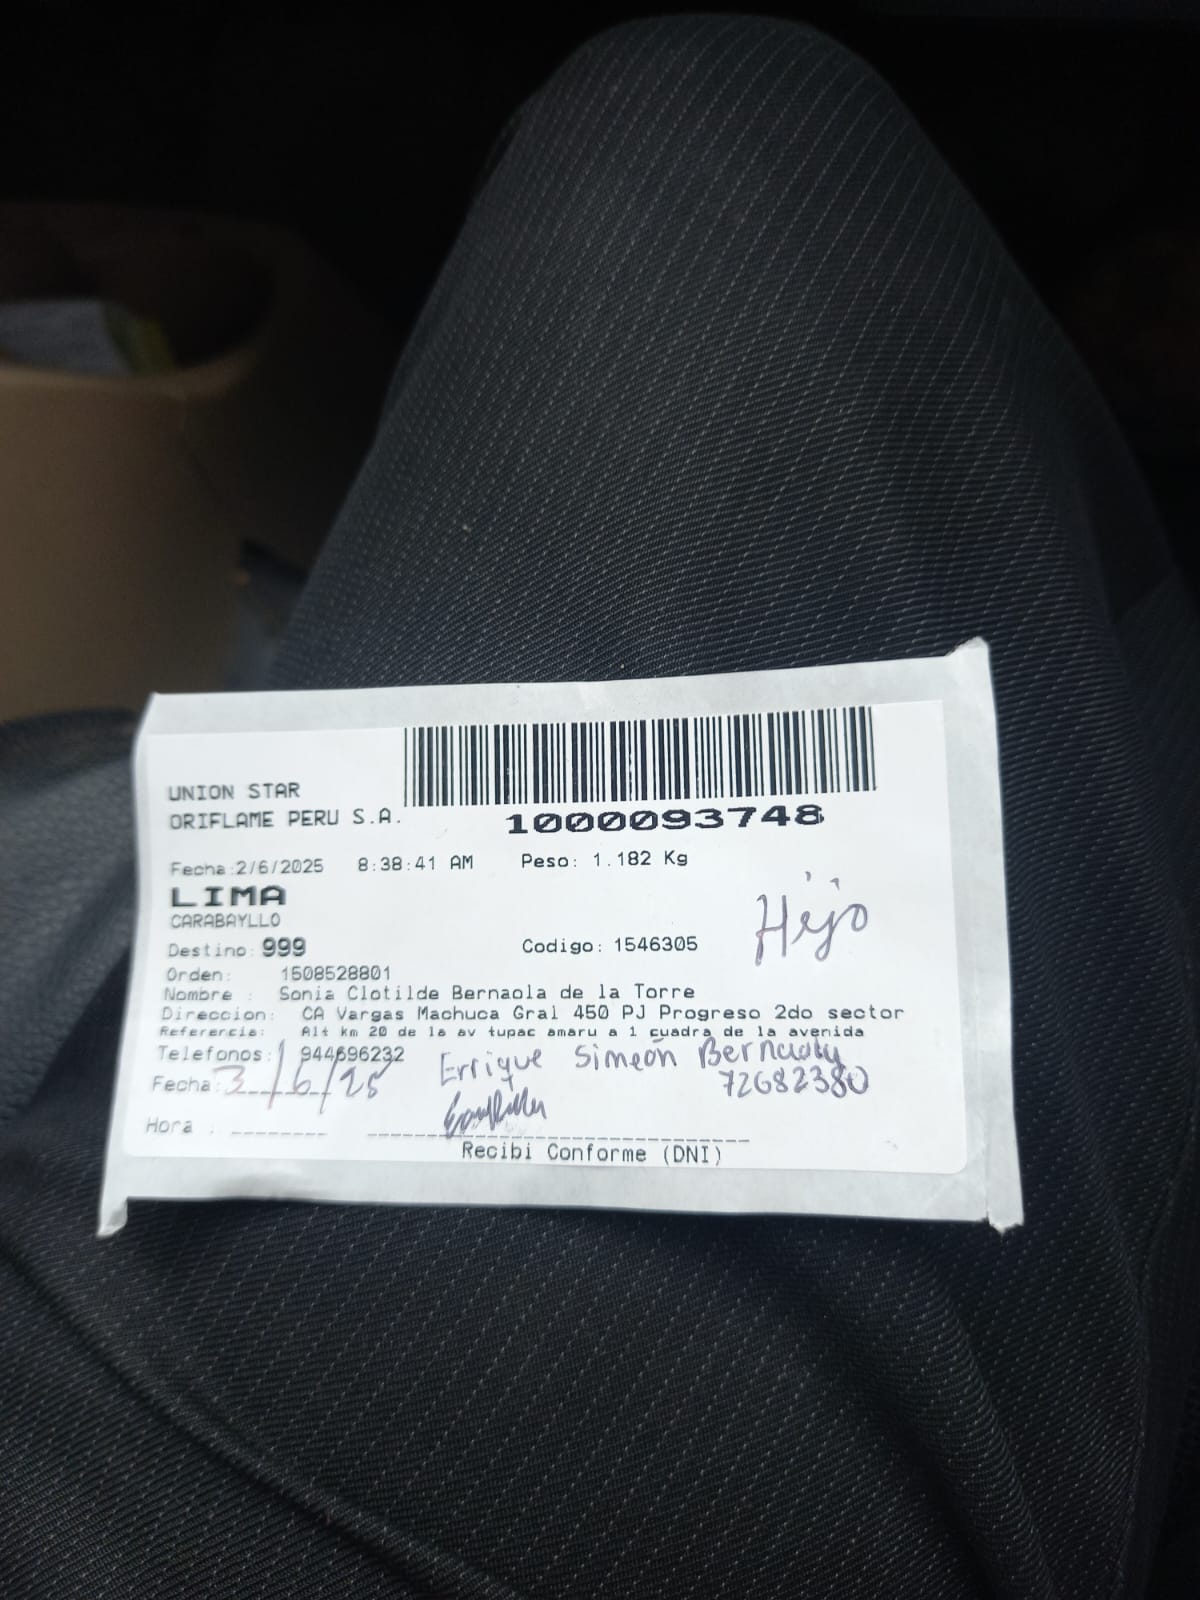 UNION STAR
ORIFLAME PERU S.A.
1000093748
Fecha:2/6/2025 8:38:41 AM Peso: 1.182 Kg
LIMA
CARABAYLLO
Hijo
Destino: 999 Codigo: 1546305
Orden: 1508528801
Nombre : Sonia Clotilde Bernaola de la Torre
Direccion: CA Vargas Machuca Gral 450 PJ Progreso 2do sector
Referercia: Alt km 20 de la av tupac amaru a 1 cuadra de la avenida
Telefonos: 944696232 Enrique Simeón Bernaola
Fecha: 3/6/25 72682380
Hora :
Recibi Conforme (DNI)